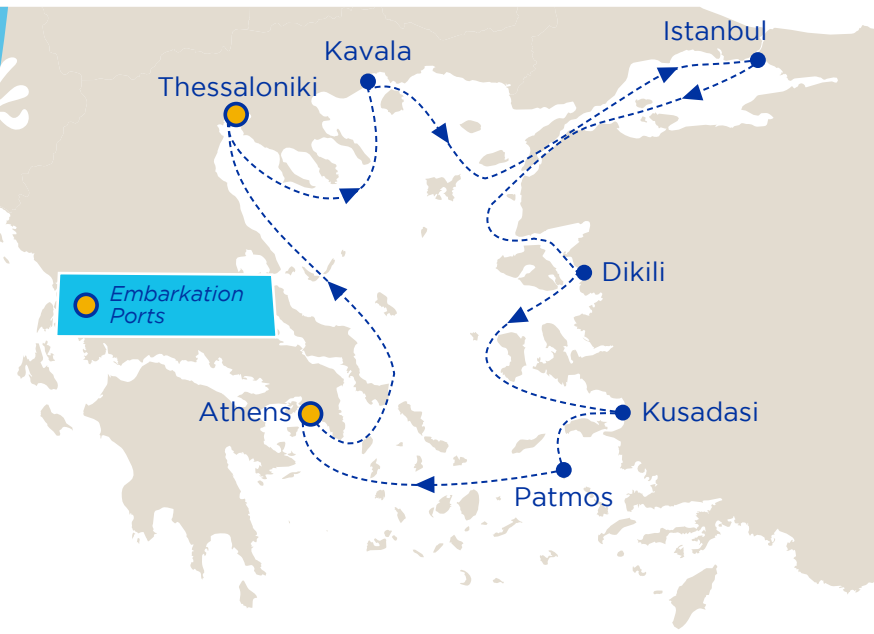 Istanbul
Kavala
Thessaloniki
Dikili
Embarkation
Ports
Athens
Kusadasi
Patmos